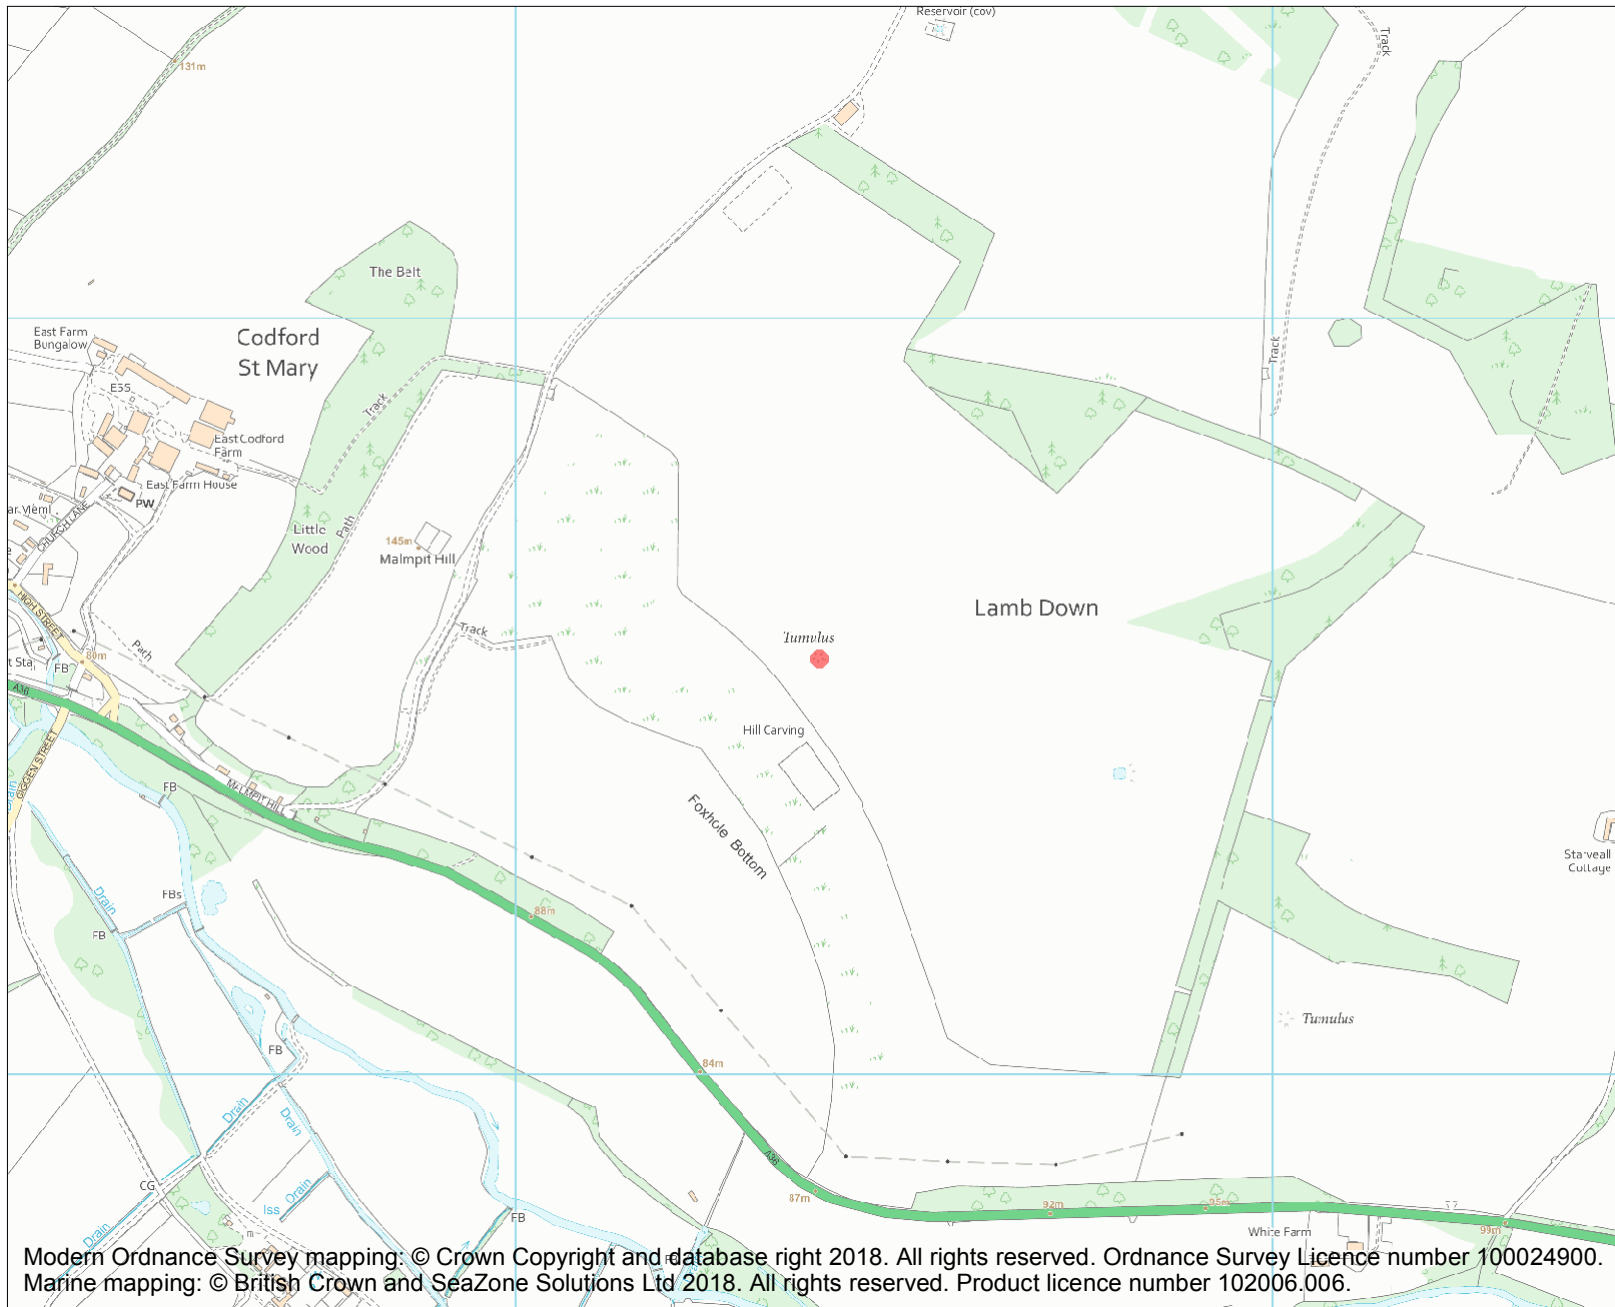 Reservoir (cov)
Track
131m
The Belt
East Farm
Bungalow
Codford
St Mary
Track
E55
Track
East Codford
Farm
East Farm House
PW
CHURCH LANE
Little
Wood
Path
145m
Malmpit Hill
Lamb Down
HIGH STREET
Track
Tumulus
Path
80m
FB
A36
Hill Carving
GIGGEN STREET
Drain
FB
MALMPIT HILL
Foxhole Bottom
Starveall
Cottage
Drain
FBs
88m
FB
Tumulus
FB
84m
Drain
Drain
A36
CG
87m
Drain
Iss
Drain
FB
92m
95m
White Farm
99m
Modern Ordnance Survey mapping: © Crown Copyright and database right 2018. All rights reserved. Ordnance Survey Licence number 100024900.
Marine mapping: © British Crown and SeaZone Solutions Ltd 2018. All rights reserved. Product licence number 102006.006.